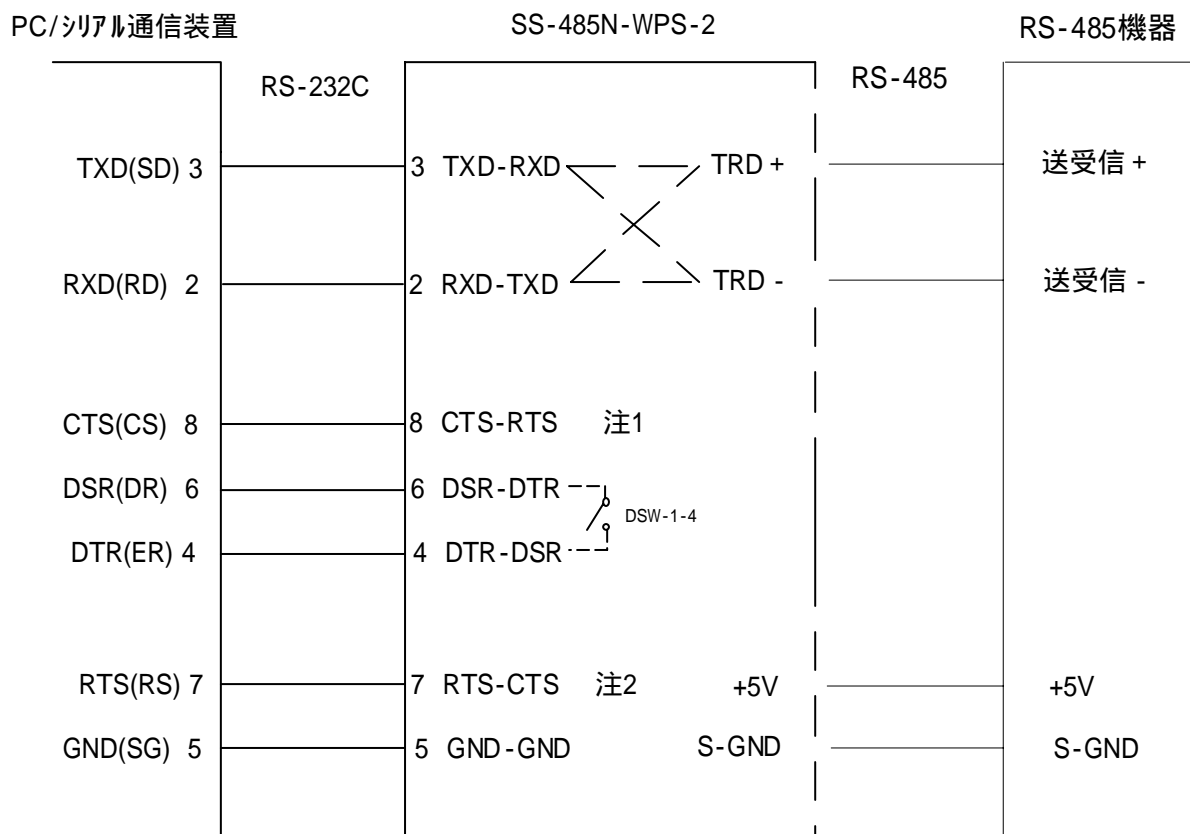 PC/ｼﾘｱﾙ通信装置 SS-485N-WPS-2 RS-485機器
RS-232C RS-485
TXD(SD) 3 3 TXD-RXD TRD + 送受信 +
RXD(RD) 2 2 RXD-TXD TRD - 送受信 -
CTS(CS) 8 8 CTS-RTS 注1
DSR(DR) 6 6 DSR-DTR
DSW-1-4
DTR(ER) 4 4 DTR-DSR
RTS(RS) 7 7 RTS-CTS 注2 +5V +5V
GND(SG) 5 5 GND-GND S-GND S-GND